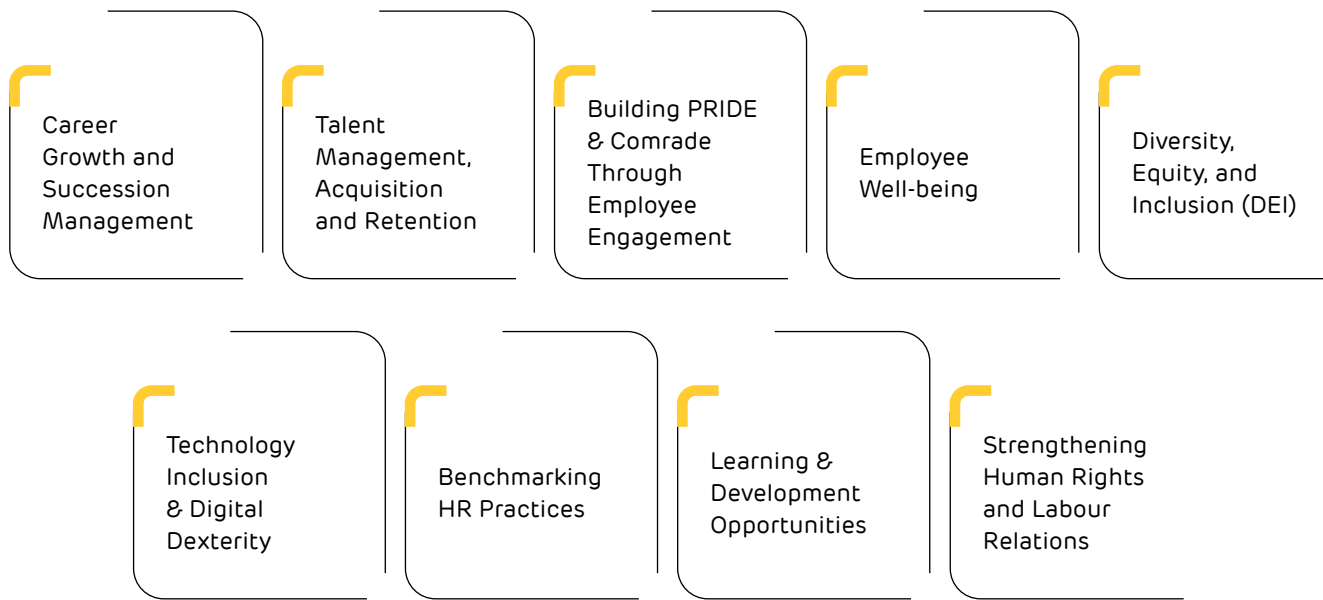 Career
Growth and
Succession
Management
Talent
Management,
Acquisition
and Retention
Building PRIDE
& Comrade
Through
Employee
Engagement
Employee
Well-being
Diversity,
Equity, and
Inclusion (DEI)
Technology
Inclusion
& Digital
Dexterity
Benchmarking
HR Practices
Learning &
Development
Opportunities
Strengthening
Human Rights
and Labour
Relations